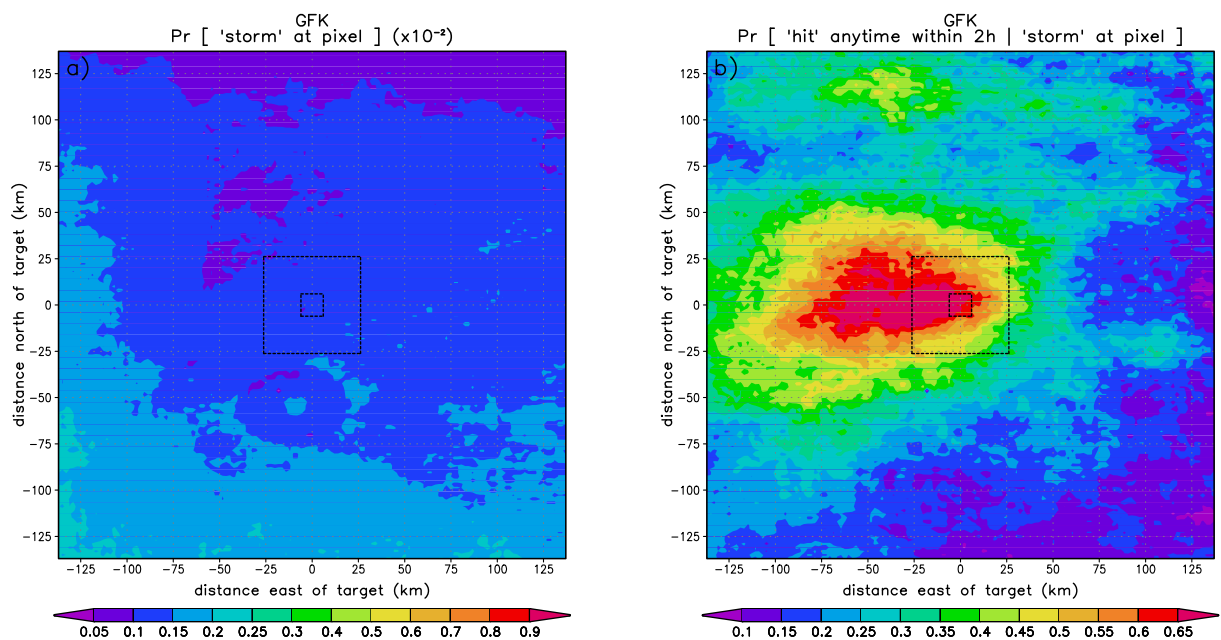 GFK
Pr [ 'storm' at pixel ] (x10⁻²)
a)
125
100
75
50
25
0
−25
−50
−75
−100
−125
distance north of target (km)
−125 −100 −75 −50 −25 0 25 50 75 100 125
distance east of target (km)
0.05 0.1 0.15 0.2 0.25 0.3 0.4 0.5 0.6 0.7 0.8 0.9
GFK
Pr [ 'hit' anytime within 2h | 'storm' at pixel ]
b)
125
100
75
50
25
0
−25
−50
−75
−100
−125
distance north of target (km)
−125 −100 −75 −50 −25 0 25 50 75 100 125
distance east of target (km)
0.1 0.15 0.2 0.25 0.3 0.35 0.4 0.45 0.5 0.55 0.6 0.65